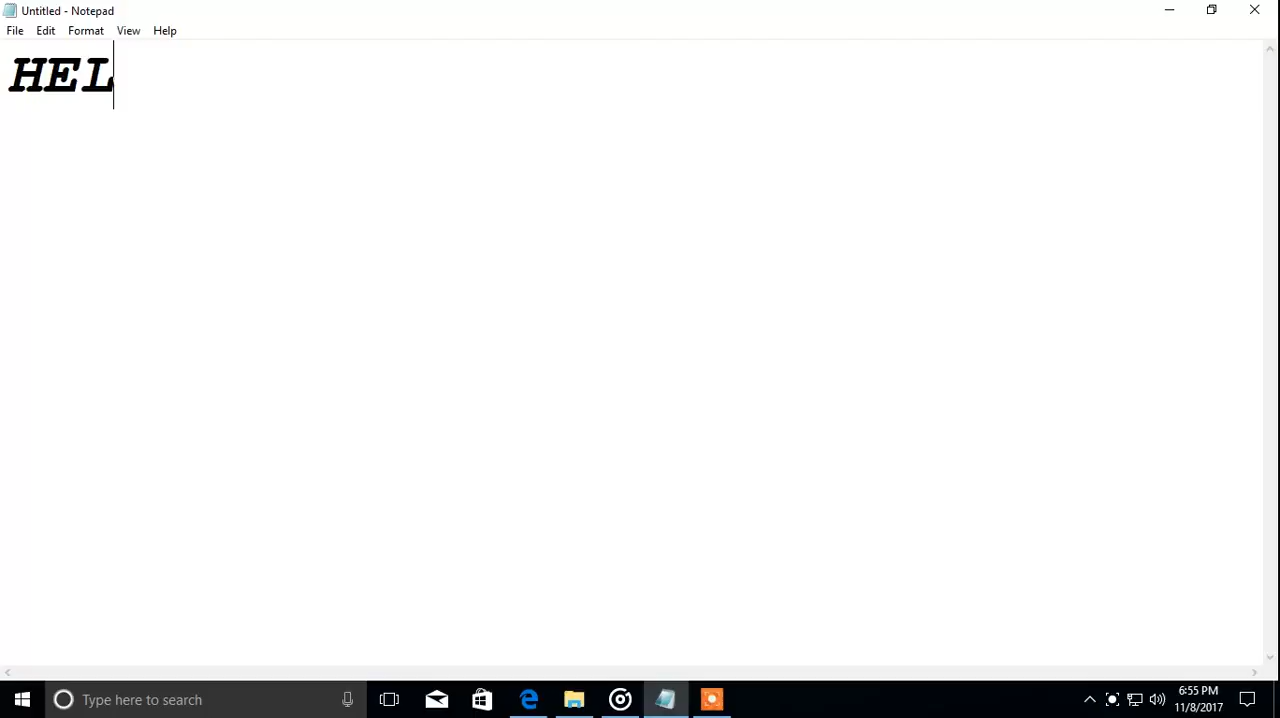 Untitled - Notepad
File Edit Format View Help
HEL
Type here to search
6:55 PM
11/8/2017